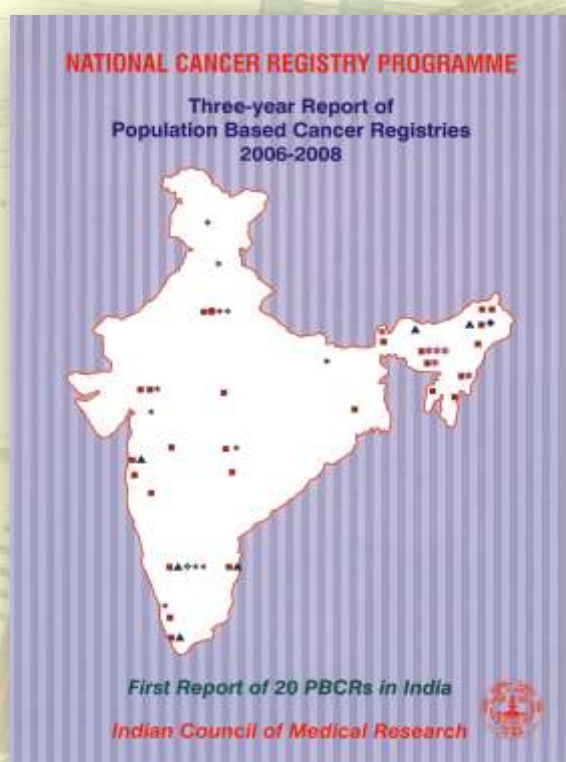 NATIONAL CANCER REGISTRY PROGRAMME
Three-year Report of
Population Based Cancer Registries
2006-2008
First Report of 20 PBCRs in India
Indian Council of Medical Research